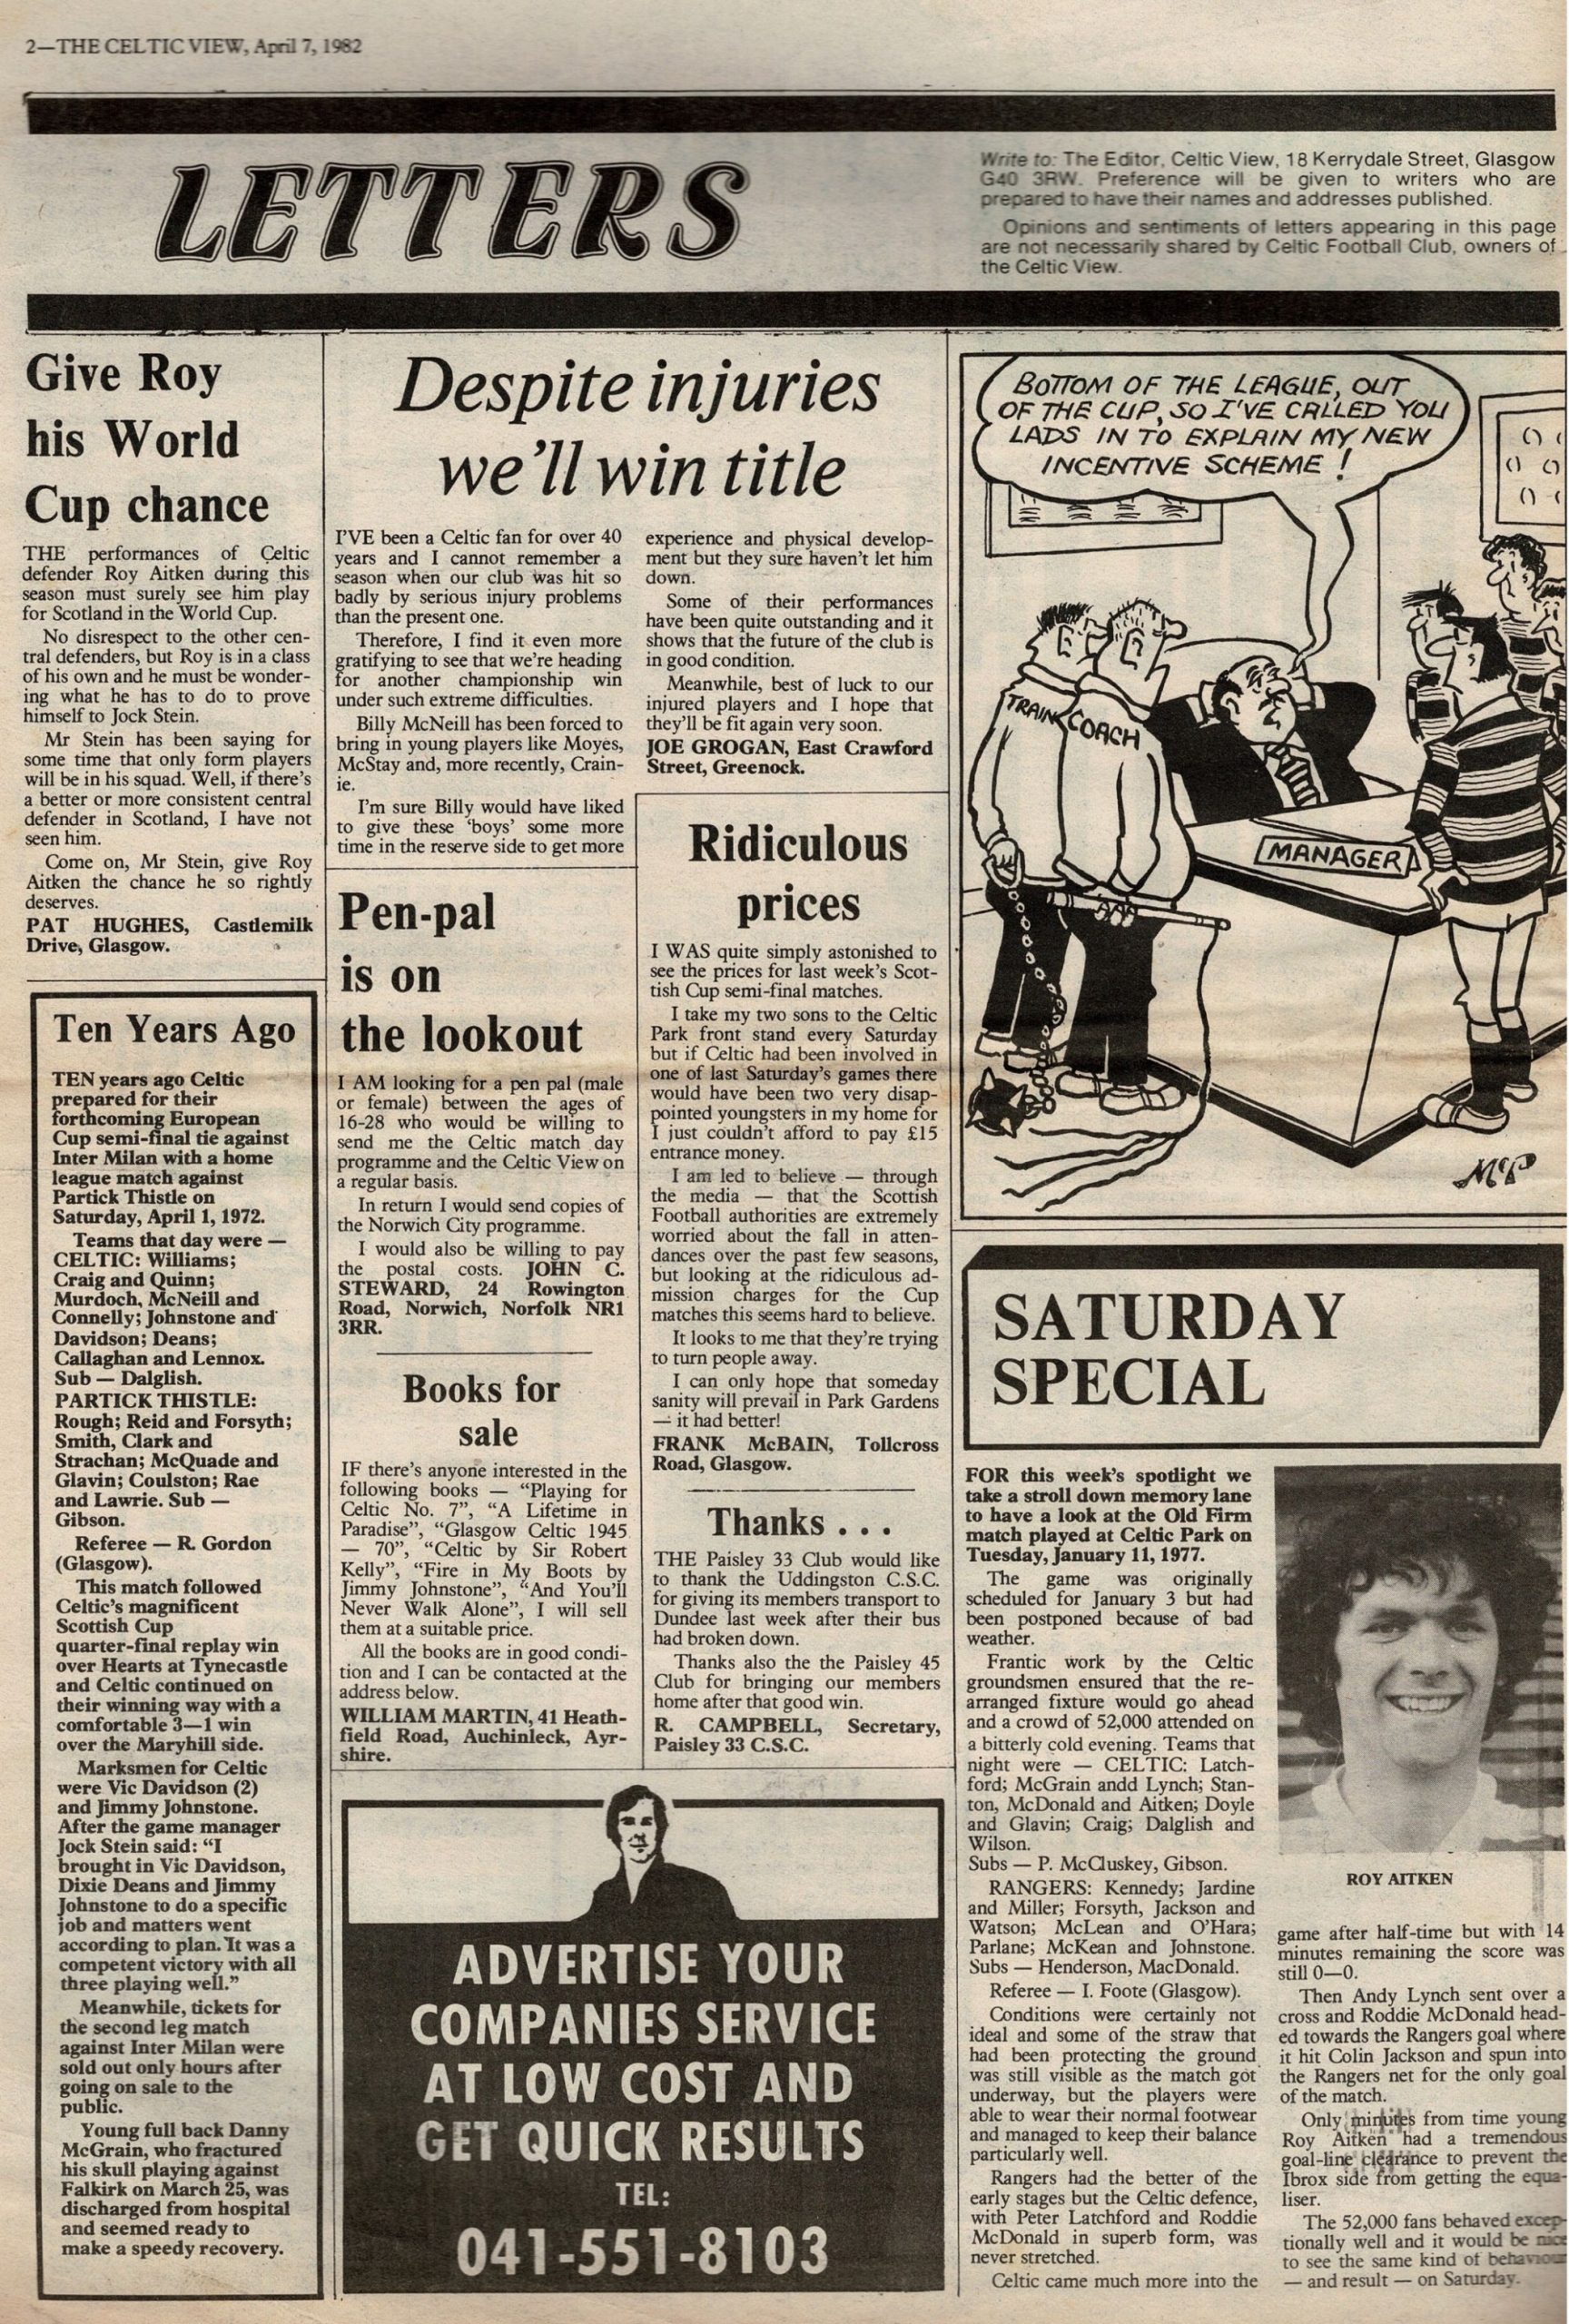 2—THE CELTIC VIEW, April 7, 1982
LETTERS
Write to: The Editor, Celtic View, 18 Kerrydale Street, Glasgow
G40 3RW. Preference will be given to writers who are
prepared to have their names and addresses published.
Opinions and sentiments of letters appearing in this page
are not necessarily shared by Celtic Football Club, owners of
the Celtic View.
Give Roy
his World
Cup chance
THE performances of Celtic
defender Roy Aitken during this
season must surely see him play
for Scotland in the World Cup.
No disrespect to the other cen-
tral defenders, but Roy is in a class
of his own and he must be wonder-
ing what he has to do to prove
himself to Jock Stein.
Mr Stein has been saying for
some time that only form players
will be in his squad. Well, if there's
a better or more consistent central
defender in Scotland, I have not
seen him.
Come on, Mr Stein, give Roy
Aitken the chance he so rightly
deserves.
PAT HUGHES, Castlemilk
Drive, Glasgow.
Ten Years Ago
TEN years ago Celtic
prepared for their
forthcoming European
Cup semi-final tie against
Inter Milan with a home
league match against
Partick Thistle on
Saturday, April 1, 1972.
Teams that day were —
CELTIC: Williams;
Craig and Quinn;
Murdoch, McNeill and
Connelly; Johnstone and
Davidson; Deans;
Callaghan and Lennox.
Sub — Dalglish.
PARTICK THISTLE:
Rough; Reid and Forsyth;
Smith, Clark and
Strachan; McQuade and
Glavin; Coulston; Rae
and Lawrie. Sub —
Gibson.
Referee — R. Gordon
(Glasgow).
This match followed
Celtic's magnificent
Scottish Cup
quarter-final replay win
over Hearts at Tynecastle
and Celtic continued on
their winning way with a
comfortable 3—1 win
over the Maryhill side.
Marksmen for Celtic
were Vic Davidson (2)
and Jimmy Johnstone.
After the game manager
Jock Stein said: "I
brought in Vic Davidson,
Dixie Deans and Jimmy
Johnstone to do a specific
job and matters went
according to plan. It was a
competent victory with all
three playing well."
Meanwhile, tickets for
the second leg match
against Inter Milan were
sold out only hours after
going on sale to the
public.
Young full back Danny
McGrain, who fractured
his skull playing against
Falkirk on March 25, was
discharged from hospital
and seemed ready to
make a speedy recovery.
Despite injuries
we'll win title
I'VE been a Celtic fan for over 40
years and I cannot remember a
season when our club was hit so
badly by serious injury problems
than the present one.
Therefore, I find it even more
gratifying to see that we're heading
for another championship win
under such extreme difficulties.
Billy McNeill has been forced to
bring in young players like Moyes,
McStay and, more recently, Crain-
ie.
I'm sure Billy would have liked
to give these 'boys' some more
time in the reserve side to get more
experience and physical develop-
ment but they sure haven't let him
down.
Some of their performances
have been quite outstanding and it
shows that the future of the club is
in good condition.
Meanwhile, best of luck to our
injured players and I hope that
they'll be fit again very soon.
JOE GROGAN, East Crawford
Street, Greenock.
Pen-pal
is on
the lookout
I AM looking for a pen pal (male
or female) between the ages of
16-28 who would be willing to
send me the Celtic match day
programme and the Celtic View on
a regular basis.
In return I would send copies of
the Norwich City programme.
I would also be willing to pay
the postal costs. JOHN C.
STEWARD, 24 Rowington
Road, Norwich, Norfolk NR1
3RR.
Books for
sale
IF there's anyone interested in the
following books — "Playing for
Celtic No. 7", "A Lifetime in
Paradise", "Glasgow Celtic 1945
— 70", "Celtic by Sir Robert
Kelly", "Fire in My Boots by
Jimmy Johnstone", "And You'll
Never Walk Alone", I will sell
them at a suitable price.
All the books are in good condi-
tion and I can be contacted at the
address below.
WILLIAM MARTIN, 41 Heath-
field Road, Auchinleck, Ayr-
shire.
Ridiculous
prices
I WAS quite simply astonished to
see the prices for last week's Scot-
tish Cup semi-final matches.
I take my two sons to the Celtic
Park front stand every Saturday
but if Celtic had been involved in
one of last Saturday's games there
would have been two very disap-
pointed youngsters in my home for
I just couldn't afford to pay £15
entrance money.
I am led to believe — through
the media — that the Scottish
Football authorities are extremely
worried about the fall in atten-
dances over the past few seasons,
but looking at the ridiculous ad-
mission charges for the Cup
matches this seems hard to believe.
It looks to me that they're trying
to turn people away.
I can only hope that someday
sanity will prevail in Park Gardens
— it had better!
FRANK McBAIN, Tollcross
Road, Glasgow.
Thanks . . .
THE Paisley 33 Club would like
to thank the Uddingston C.S.C.
for giving its members transport to
Dundee last week after their bus
had broken down.
Thanks also the the Paisley 45
Club for bringing our members
home after that good win.
R. CAMPBELL, Secretary,
Paisley 33 C.S.C.
ADVERTISE YOUR
COMPANIES SERVICE
AT LOW COST AND
GET QUICK RESULTS
TEL:
041-551-8103
BOTTOM OF THE LEAGUE, OUT
OF THE CUP, SO I'VE CALLED YOU
LADS IN TO EXPLAIN MY NEW
INCENTIVE SCHEME!
TRAIN
COACH
MANAGER
McP
SATURDAY
SPECIAL
FOR this week's spotlight we
take a stroll down memory lane
to have a look at the Old Firm
match played at Celtic Park on
Tuesday, January 11, 1977.
The game was originally
scheduled for January 3 but had
been postponed because of bad
weather.
Frantic work by the Celtic
groundsmen ensured that the re-
arranged fixture would go ahead
and a crowd of 52,000 attended on
a bitterly cold evening. Teams that
night were — CELTIC: Latch-
ford; McGrain andd Lynch; Stan-
ton, McDonald and Aitken; Doyle
and Glavin; Craig; Dalglish and
Wilson.
Subs — P. McCluskey, Gibson.
RANGERS: Kennedy; Jardine
and Miller; Forsyth, Jackson and
Watson; McLean and O'Hara;
Parlane; McKean and Johnstone.
Subs — Henderson, MacDonald.
Referee — I. Foote (Glasgow).
Conditions were certainly not
ideal and some of the straw that
had been protecting the ground
was still visible as the match got
underway, but the players were
able to wear their normal footwear
and managed to keep their balance
particularly well.
Rangers had the better of the
early stages but the Celtic defence,
with Peter Latchford and Roddie
McDonald in superb form, was
never stretched.
Celtic came much more into the
ROY AITKEN
game after half-time but with 14
minutes remaining the score was
still 0—0.
Then Andy Lynch sent over a
cross and Roddie McDonald head-
ed towards the Rangers goal where
it hit Colin Jackson and spun into
the Rangers net for the only goal
of the match.
Only minutes from time young
Roy Aitken had a tremendous
goal-line clearance to prevent the
Ibrox side from getting the equa-
liser.
The 52,000 fans behaved excep-
tionally well and it would be nice
to see the same kind of behaviour
— and result — on Saturday.